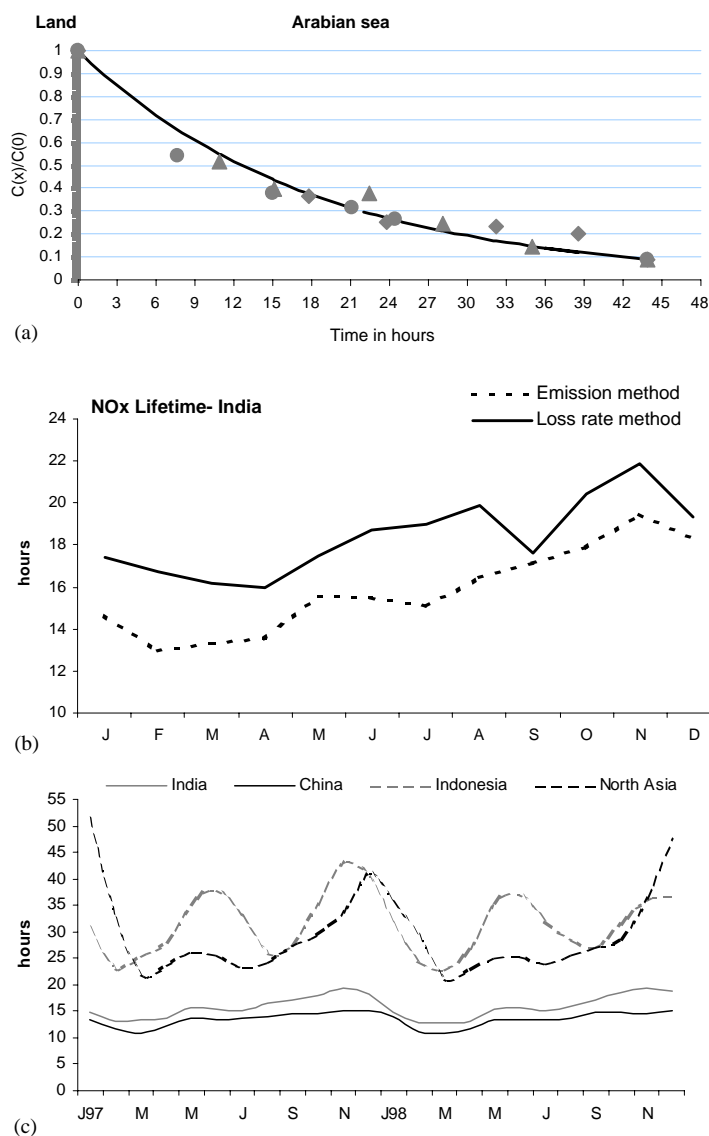 Land Arabian sea
1
0.9
0.8
0.7
0.6
0.5
0.4
0.3
0.2
0.1
0
C(x)/C(0)
0 3 6 9 12 15 18 21 24 27 30 33 36 39 42 45 48
Time in hours
(a)
NOx Lifetime- India
Emission method
Loss rate method
24
22
20
18
16
14
12
10
hours
J F M A M J J A S O N D
(b)
India China Indonesia North Asia
55
50
45
40
35
30
25
20
15
10
5
0
hours
J97 M M J S N J98 M M J S N
(c)